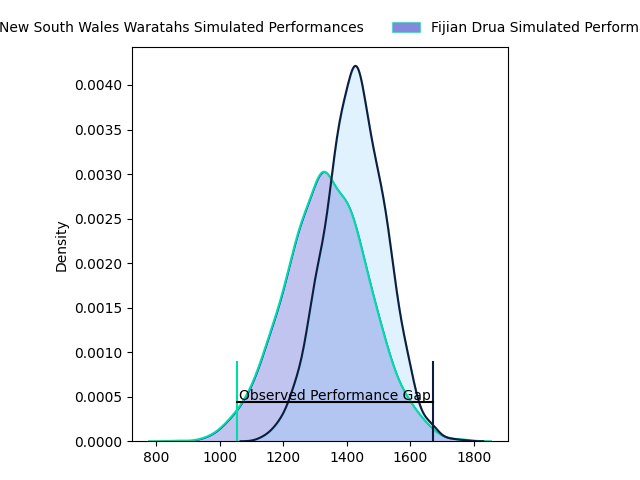 New South Wales Waratahs Simulated Performances Fijian Drua Simulated Perform
0.0040
0.0035
0.0030
0.0025
0.0020
0.0015
0.0010
0.0005
0.0000
Density
Observed Performance Gap
800 1000 1200 1400 1600 1800